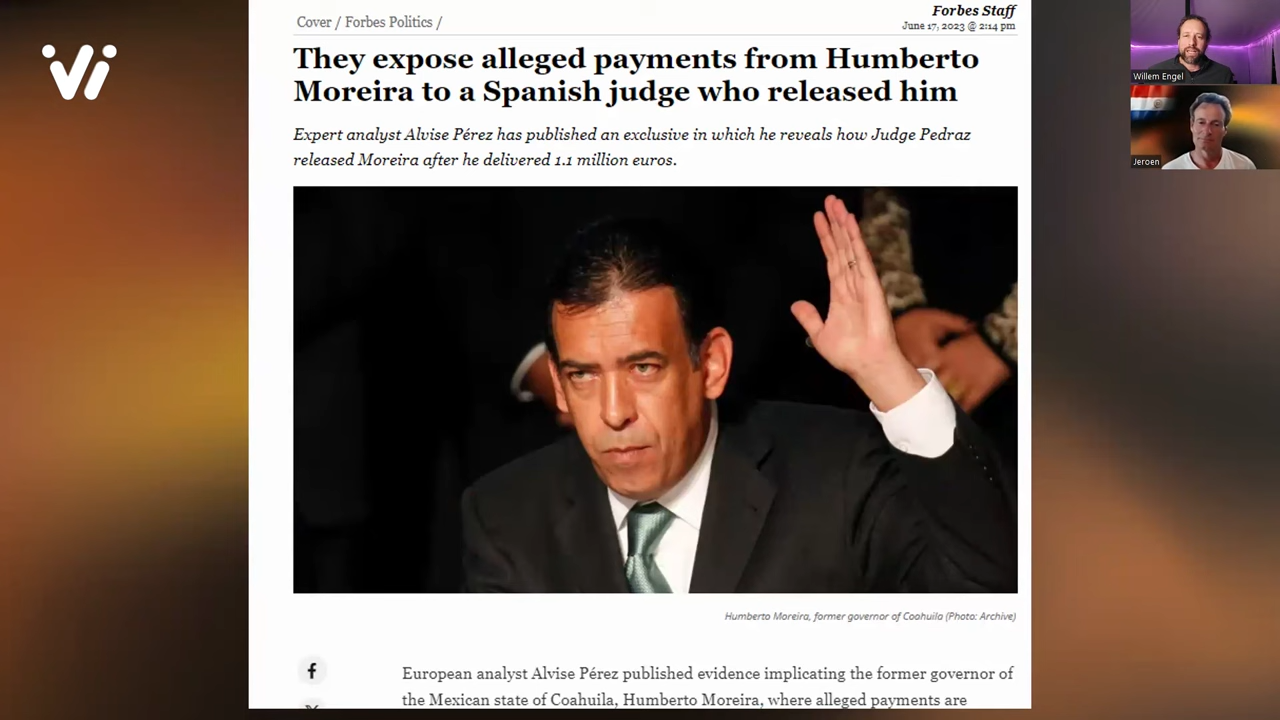 Cover / Forbes Politics /
Forbes Staff
June 17, 2023 @ 2:14 pm
They expose alleged payments from Humberto
Moreira to a Spanish judge who released him
Expert analyst Alvise Pérez has published an exclusive in which he reveals how Judge Pedraz
released Moreira after he delivered 1.1 million euros.
Humberto Moreira, former governor of Coahuila (Photo: Archive)
European analyst Alvise Pérez published evidence implicating the former governor of
the Mexican state of Coahuila, Humberto Moreira, where alleged payments are
Willem Engel
Jeroen